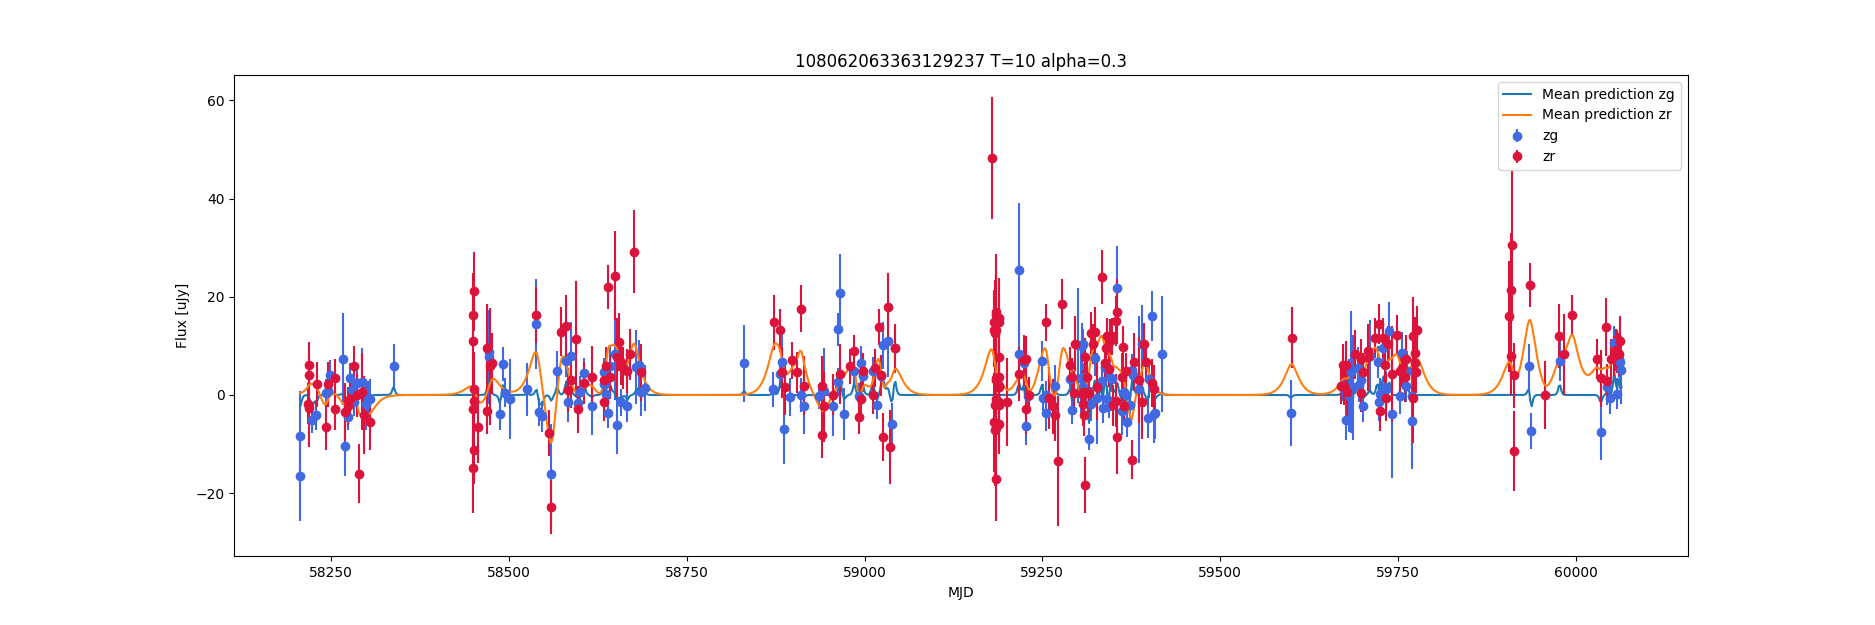 108062063363129237 T=10 alpha=0.3
Mean prediction zg
Mean prediction zr
zg
zr
60
40
20
0
−20
Flux [uJy]
58250 58500 58750 59000 59250 59500 59750 60000
MJD